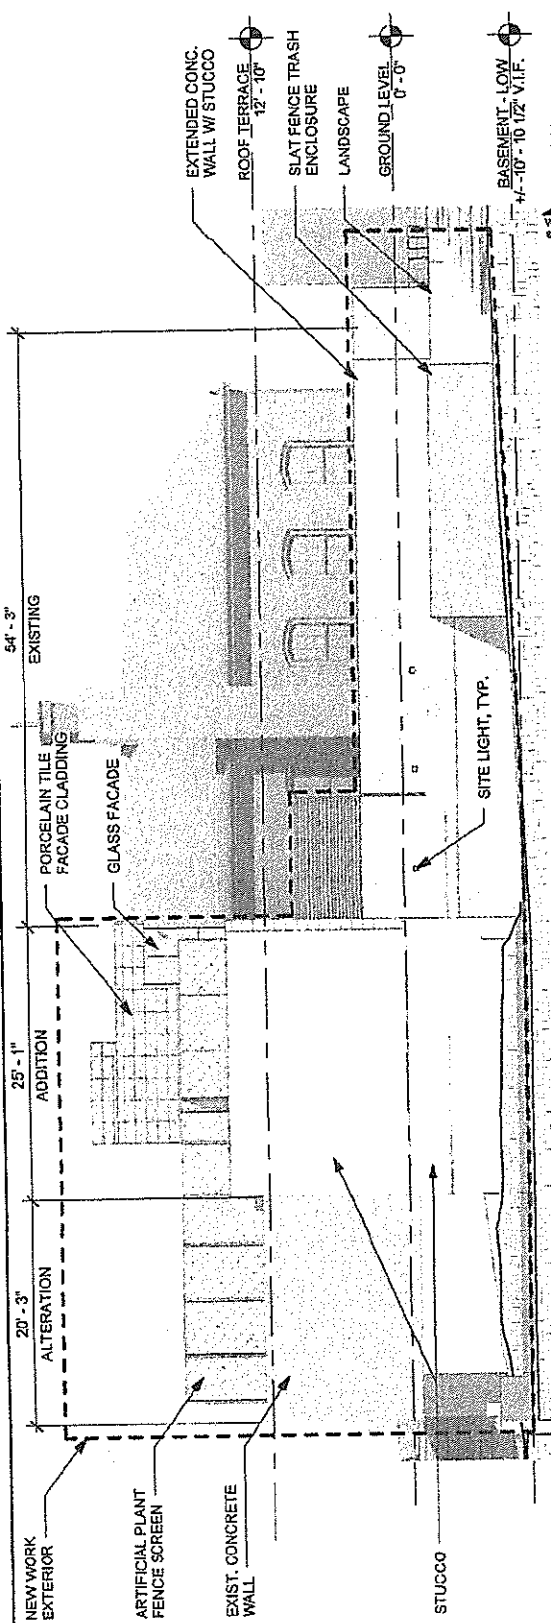 54' - 3"
EXISTING
25' - 1"
ADDITION
20' - 3"
ALTERATION
NEW WORK
EXTERIOR
ARTIFICIAL PLANT
FENCE SCREEN
EXIST. CONCRETE
WALL
STUCCO
PORCELAIN TILE
FACADE CLADDING
GLASS FACADE
SITE LIGHT, TYP.
EXTENDED CONC.
WALL W/ STUCCO
ROOF TERRACE
12' - 10"
SLAT FENCE TRASH
ENCLOSURE
LANDSCAPE
GROUND LEVEL
0' - 0"
BASEMENT - LOW
+/- -10' - 10 1/2" V.I.F.